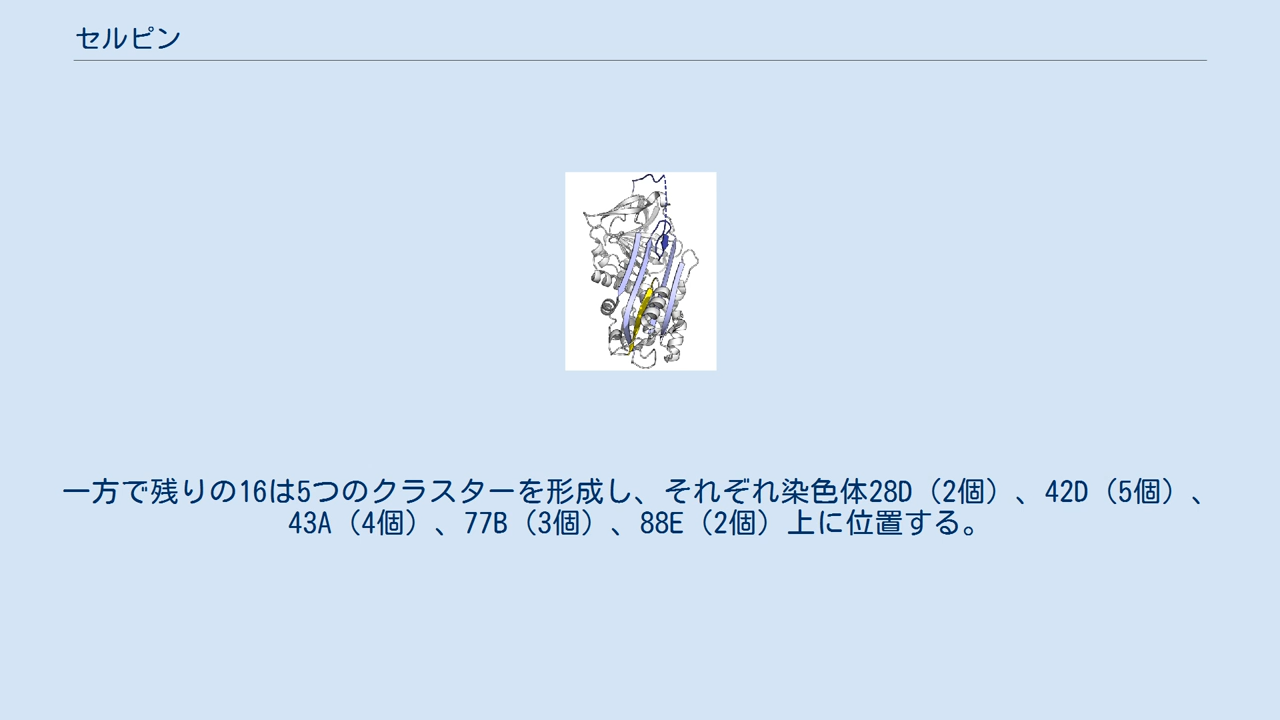 セルピン
一方で残りの16は5つのクラスターを形成し、それぞれ染色体28D（2個）、42D（5個）、
43A（4個）、77B（3個）、88E（2個）上に位置する。